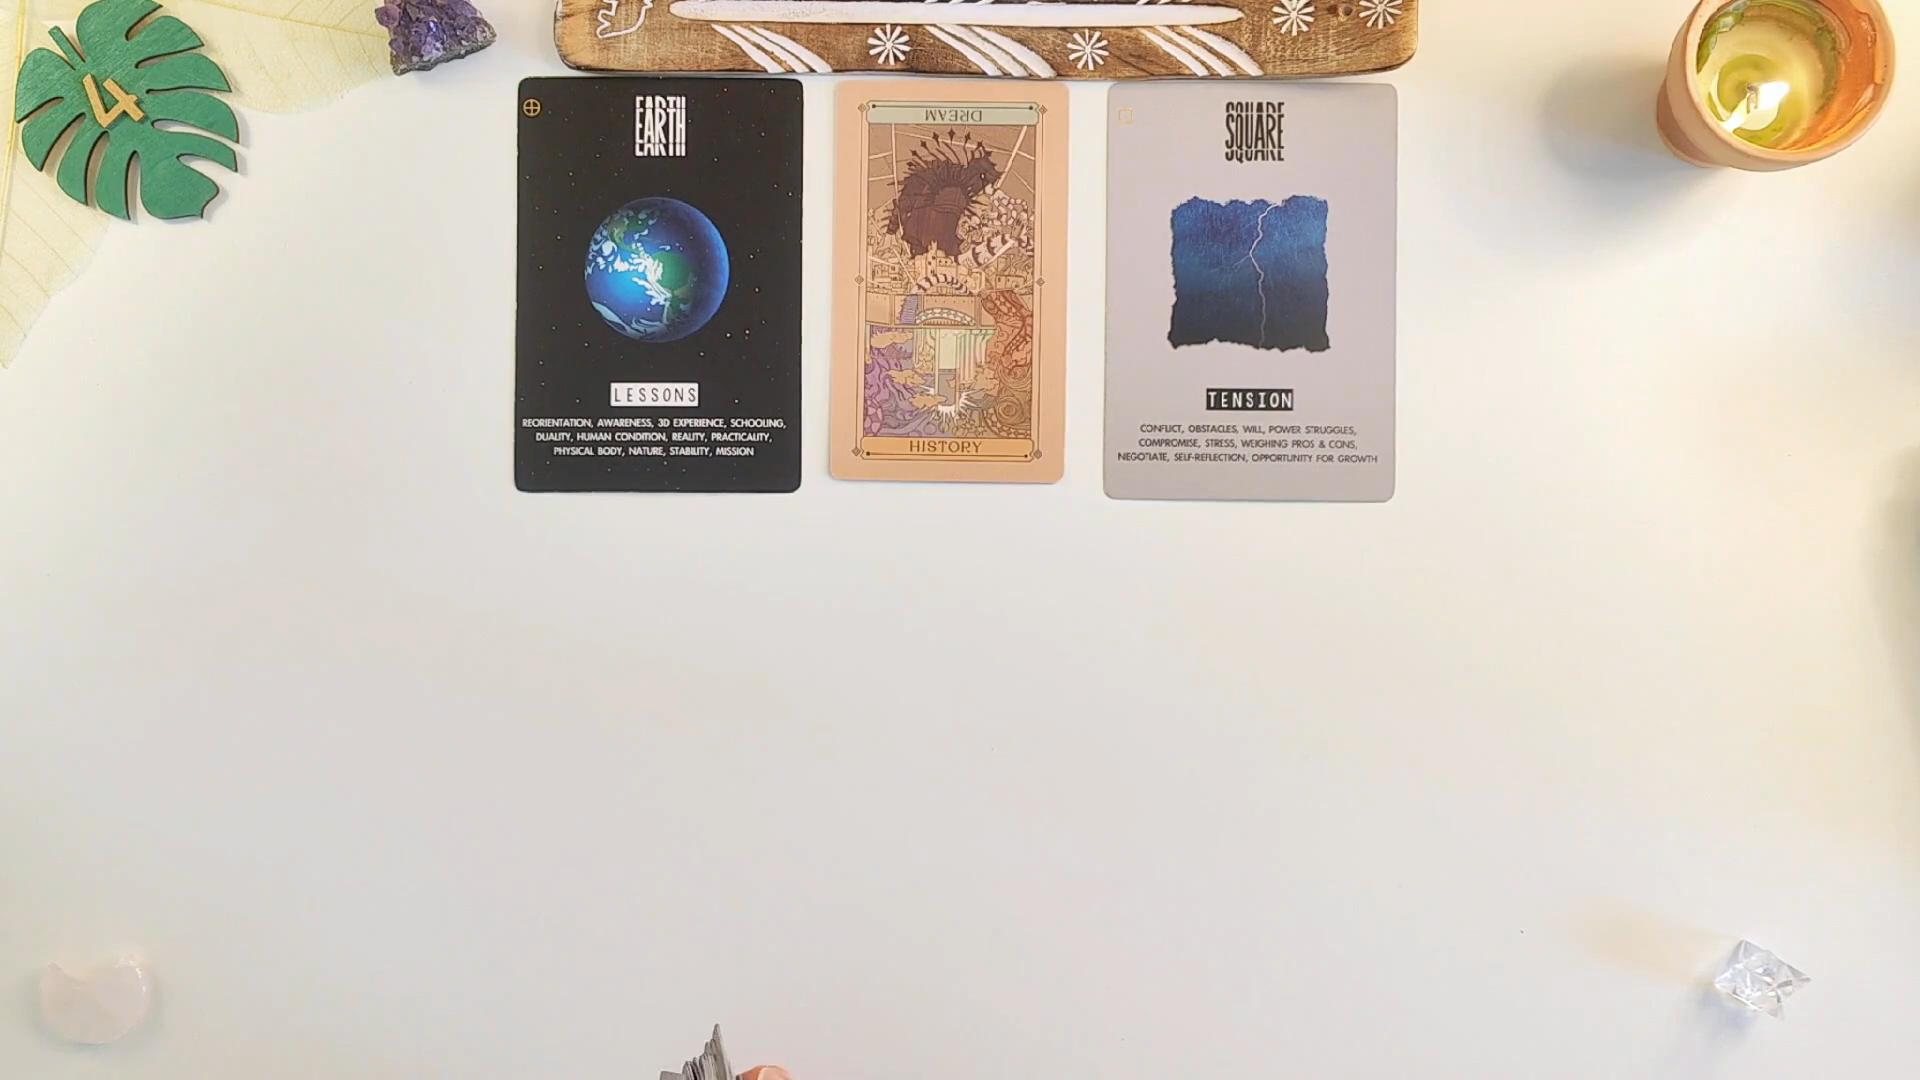 4
EARTH
LESSONS
REORIENTATION, AWARENESS, 3D EXPERIENCE, SCHOOLING,
DUALITY, HUMAN CONDITION, REALITY, PRACTICALITY,
PHYSICAL BODY, NATURE, STABILITY, MISSION
DREAM
HISTORY
SQUARE
TENSION
CONFLICT, OBSTACLES, WILL, POWER STRUGGLES,
COMPROMISE, STRESS, WEIGHING PROS & CONS,
NEGOTIATE, SELF-REFLECTION, OPPORTUNITY FOR GROWTH